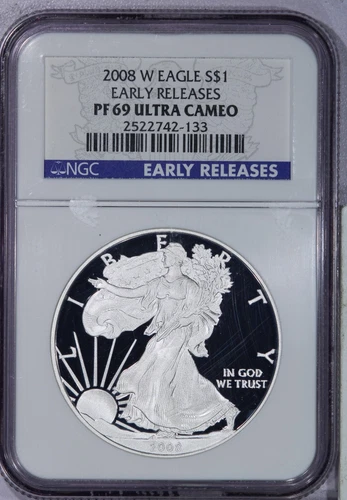 2008 W EAGLE S$1
EARLY RELEASES
PF 69 ULTRA CAMEO
2522742-133
NGC EARLY RELEASES
LIBERTY
IN GOD
WE TRUST
2008